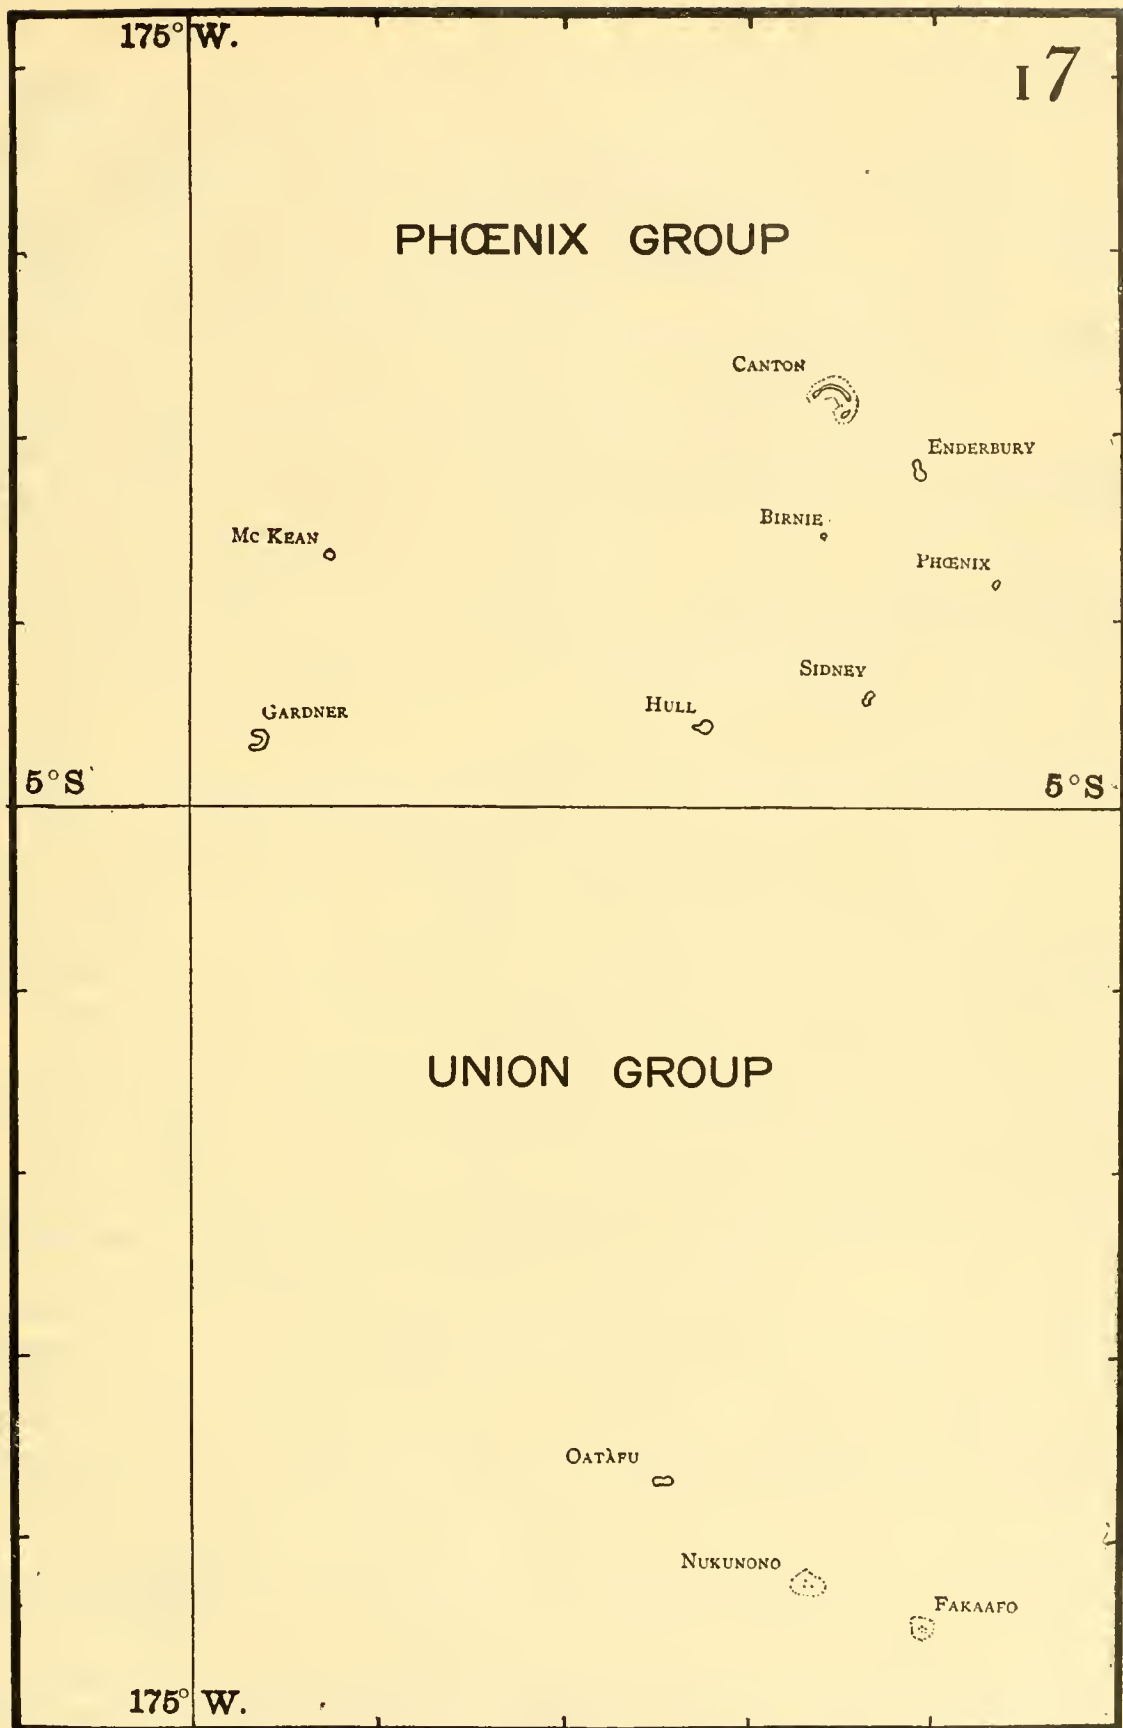 175° W.
17
PHŒNIX GROUP
CANTON
ENDERBURY
BIRNIE
MC KEAN
PHŒNIX
SIDNEY
HULL
GARDNER
5° S
5° S
UNION GROUP
OATÀFU
NUKUNONO
FAKAAFO
175° W.